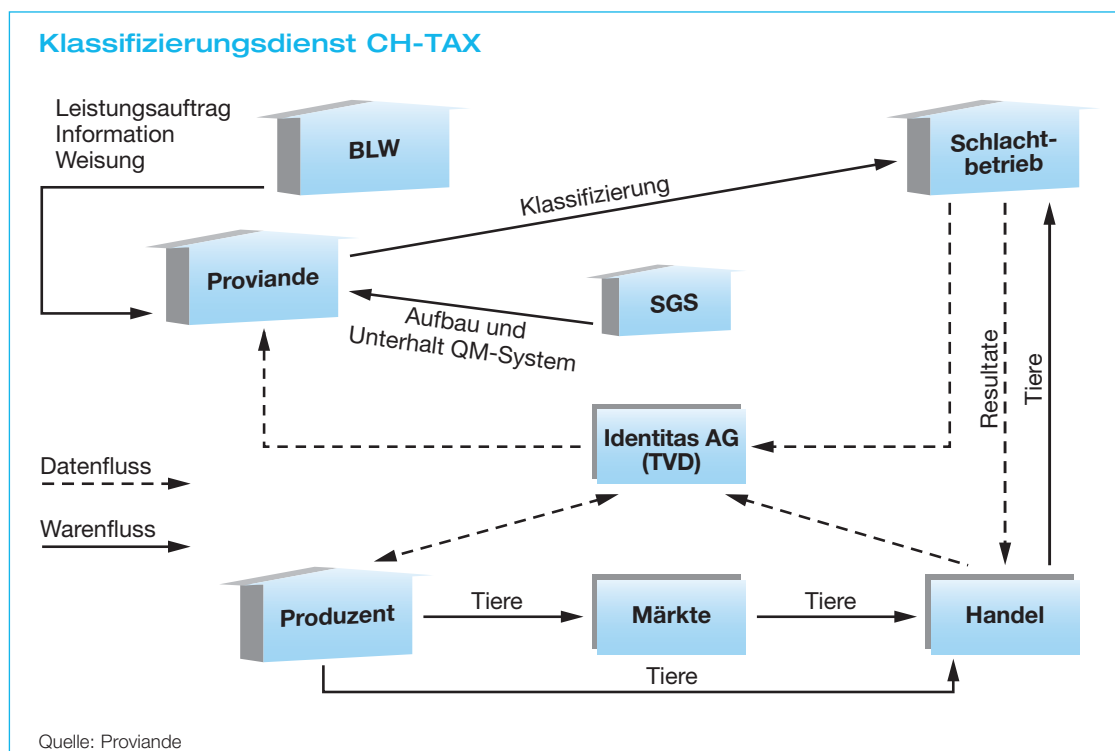 Klassifizierungsdienst CH-TAX
Leistungsauftrag
Information
Weisung
BLW
Schlacht-
betrieb
Klassifizierung
Proviande
SGS
Aufbau und
Unterhalt QM-System
Resultate
Tiere
Identitas AG
(TVD)
Datenfluss
Warenfluss
Produzent
Tiere
Märkte
Tiere
Handel
Tiere
Quelle: Proviande